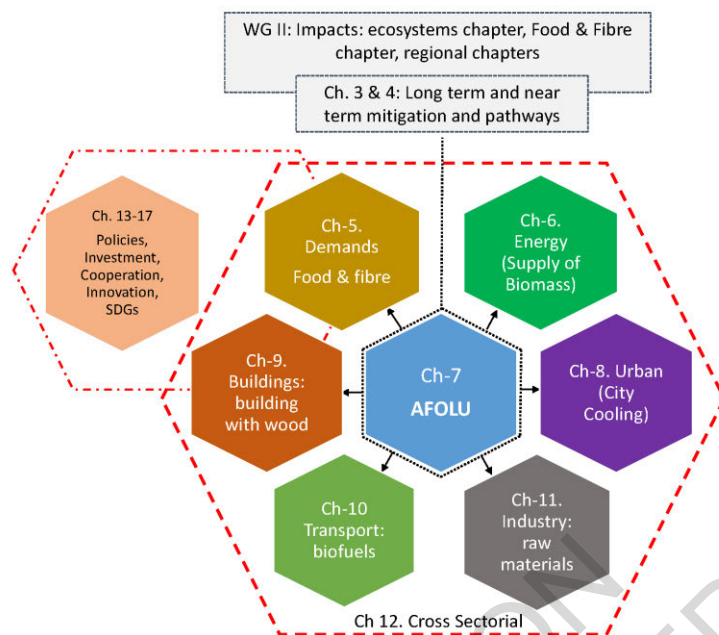 WG II: Impacts: ecosystems chapter, Food & Fibre
chapter, regional chapters
Ch. 3 & 4: Long term and near
term mitigation and pathways
Ch. 13-17
Policies,
Investment,
Cooperation,
Innovation,
SDGs
Ch-5.
Demands
Food & fibre
Ch-6.
Energy
(Supply of
Biomass)
Ch-9.
Buildings:
building
with wood
Ch-7
AFOLU
Ch-8. Urban
(City
Cooling)
Ch-10
Transport:
biofuels
Ch-11.
Industry:
raw
materials
Ch 12. Cross Sectorial